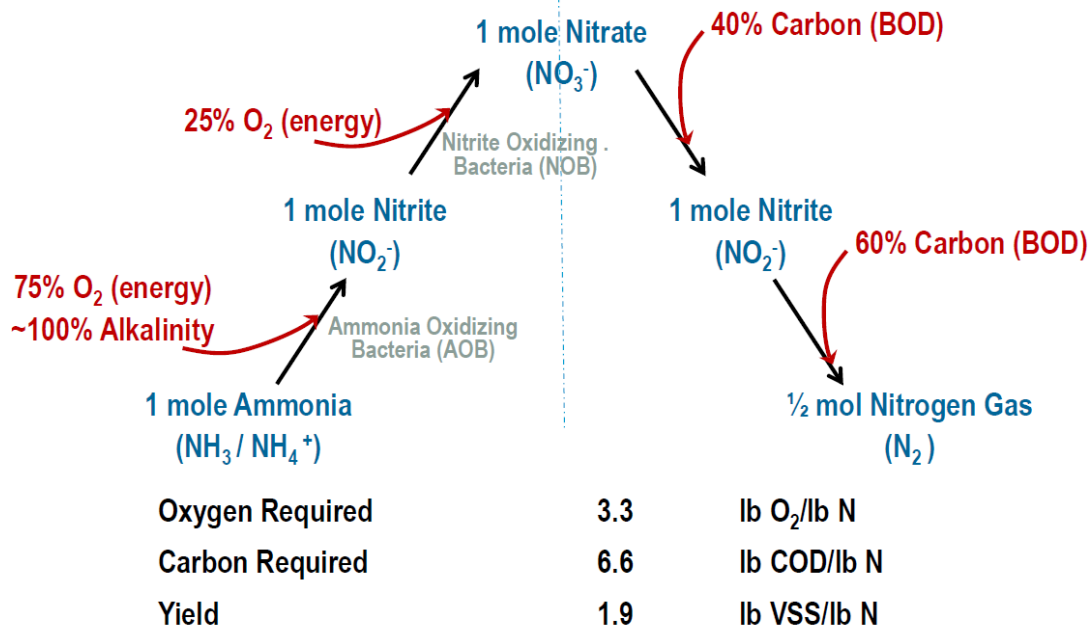 1 mole Nitrate
(NO₃⁻)
40% Carbon (BOD)
25% O₂ (energy)
Nitrite Oxidizing .
Bacteria (NOB)
1 mole Nitrite
(NO₂⁻)
1 mole Nitrite
(NO₂⁻)
60% Carbon (BOD)
75% O₂ (energy)
~100% Alkalinity
Ammonia Oxidizing
Bacteria (AOB)
1 mole Ammonia
(NH₃ / NH₄⁺)
½ mol Nitrogen Gas
(N₂ )
Oxygen Required 3.3 lb O₂/lb N
Carbon Required 6.6 lb COD/lb N
Yield 1.9 lb VSS/lb N